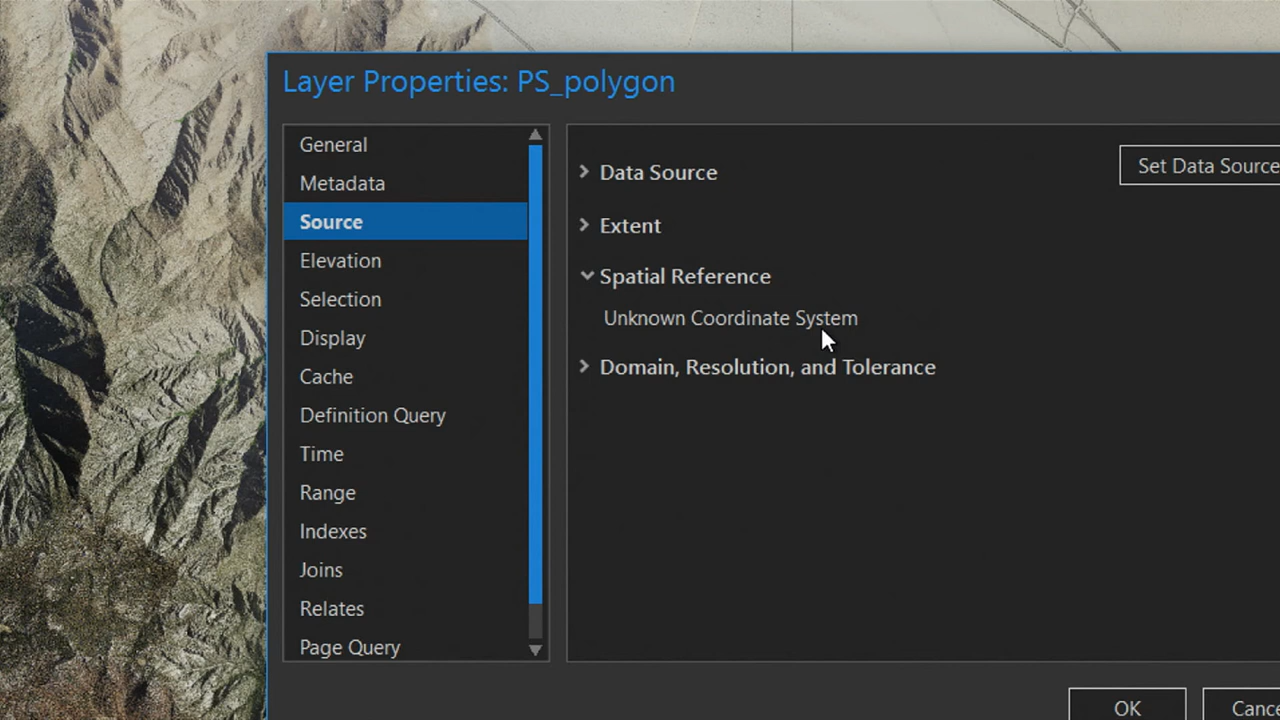 Layer Properties: PS_polygon
General
Metadata
Source
Elevation
Selection
Display
Cache
Definition Query
Time
Range
Indexes
Joins
Relates
Page Query
Data Source
Set Data Source
Extent
Spatial Reference
Unknown Coordinate System
Domain, Resolution, and Tolerance
OK
Cance